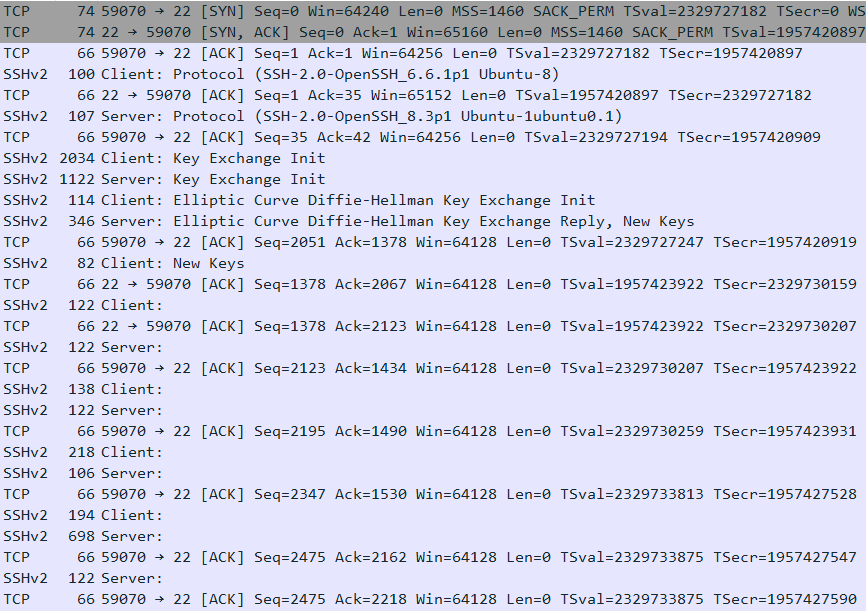 TCP 74 59070 → 22 [SYN] Seq=0 Win=64240 Len=0 MSS=1460 SACK_PERM TSval=2329727182 TSecr=0 WS
TCP 74 22 → 59070 [SYN, ACK] Seq=0 Ack=1 Win=65160 Len=0 MSS=1460 SACK_PERM TSval=1957420897
TCP 66 59070 → 22 [ACK] Seq=1 Ack=1 Win=64256 Len=0 TSval=2329727182 TSecr=1957420897
SSHv2 100 Client: Protocol (SSH-2.0-OpenSSH_6.6.1p1 Ubuntu-8)
TCP 66 22 → 59070 [ACK] Seq=1 Ack=35 Win=65152 Len=0 TSval=1957420897 TSecr=2329727182
SSHv2 107 Server: Protocol (SSH-2.0-OpenSSH_8.3p1 Ubuntu-1ubuntu0.1)
TCP 66 59070 → 22 [ACK] Seq=35 Ack=42 Win=64256 Len=0 TSval=2329727194 TSecr=1957420909
SSHv2 2034 Client: Key Exchange Init
SSHv2 1122 Server: Key Exchange Init
SSHv2 114 Client: Elliptic Curve Diffie-Hellman Key Exchange Init
SSHv2 346 Server: Elliptic Curve Diffie-Hellman Key Exchange Reply, New Keys
TCP 66 59070 → 22 [ACK] Seq=2051 Ack=1378 Win=64128 Len=0 TSval=2329727247 TSecr=1957420919
SSHv2 82 Client: New Keys
TCP 66 22 → 59070 [ACK] Seq=1378 Ack=2067 Win=64128 Len=0 TSval=1957423922 TSecr=2329730159
SSHv2 122 Client:
TCP 66 22 → 59070 [ACK] Seq=1378 Ack=2123 Win=64128 Len=0 TSval=1957423922 TSecr=2329730207
SSHv2 122 Server:
TCP 66 59070 → 22 [ACK] Seq=2123 Ack=1434 Win=64128 Len=0 TSval=2329730207 TSecr=1957423922
SSHv2 138 Client:
SSHv2 122 Server:
TCP 66 59070 → 22 [ACK] Seq=2195 Ack=1490 Win=64128 Len=0 TSval=2329730259 TSecr=1957423931
SSHv2 218 Client:
SSHv2 106 Server:
TCP 66 59070 → 22 [ACK] Seq=2347 Ack=1530 Win=64128 Len=0 TSval=2329733813 TSecr=1957427528
SSHv2 194 Client:
SSHv2 698 Server:
TCP 66 59070 → 22 [ACK] Seq=2475 Ack=2162 Win=64128 Len=0 TSval=2329733875 TSecr=1957427547
SSHv2 122 Server:
TCP 66 59070 → 22 [ACK] Seq=2475 Ack=2218 Win=64128 Len=0 TSval=2329733875 TSecr=1957427590